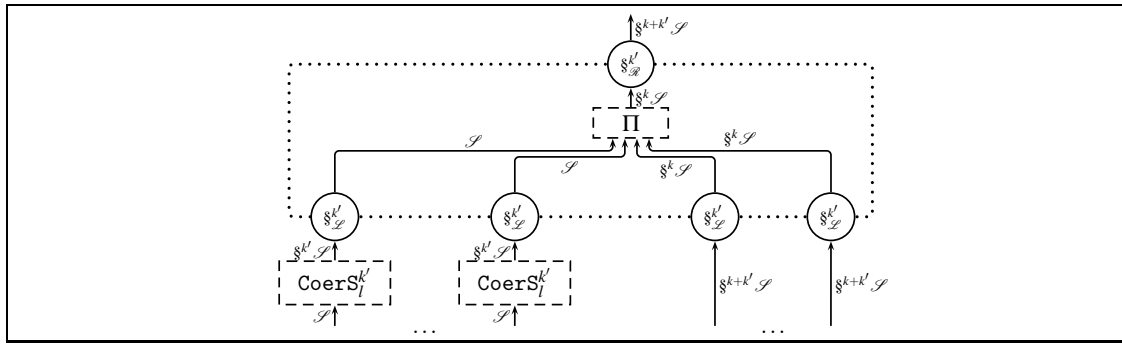 §^{k+k'} 𝒮
§^{k'}_ℛ
§^k 𝒮
Π
𝒮 §^k 𝒮
𝒮 §^k 𝒮
§^{k'}_ℒ §^{k'}_ℒ §^{k'}_ℒ §^{k'}_ℒ
§^{k'} 𝒮 §^{k'} 𝒮
CoerS^{k'}_l CoerS^{k'}_l §^{k+k'} 𝒮 §^{k+k'} 𝒮
𝒮 ... 𝒮 ...